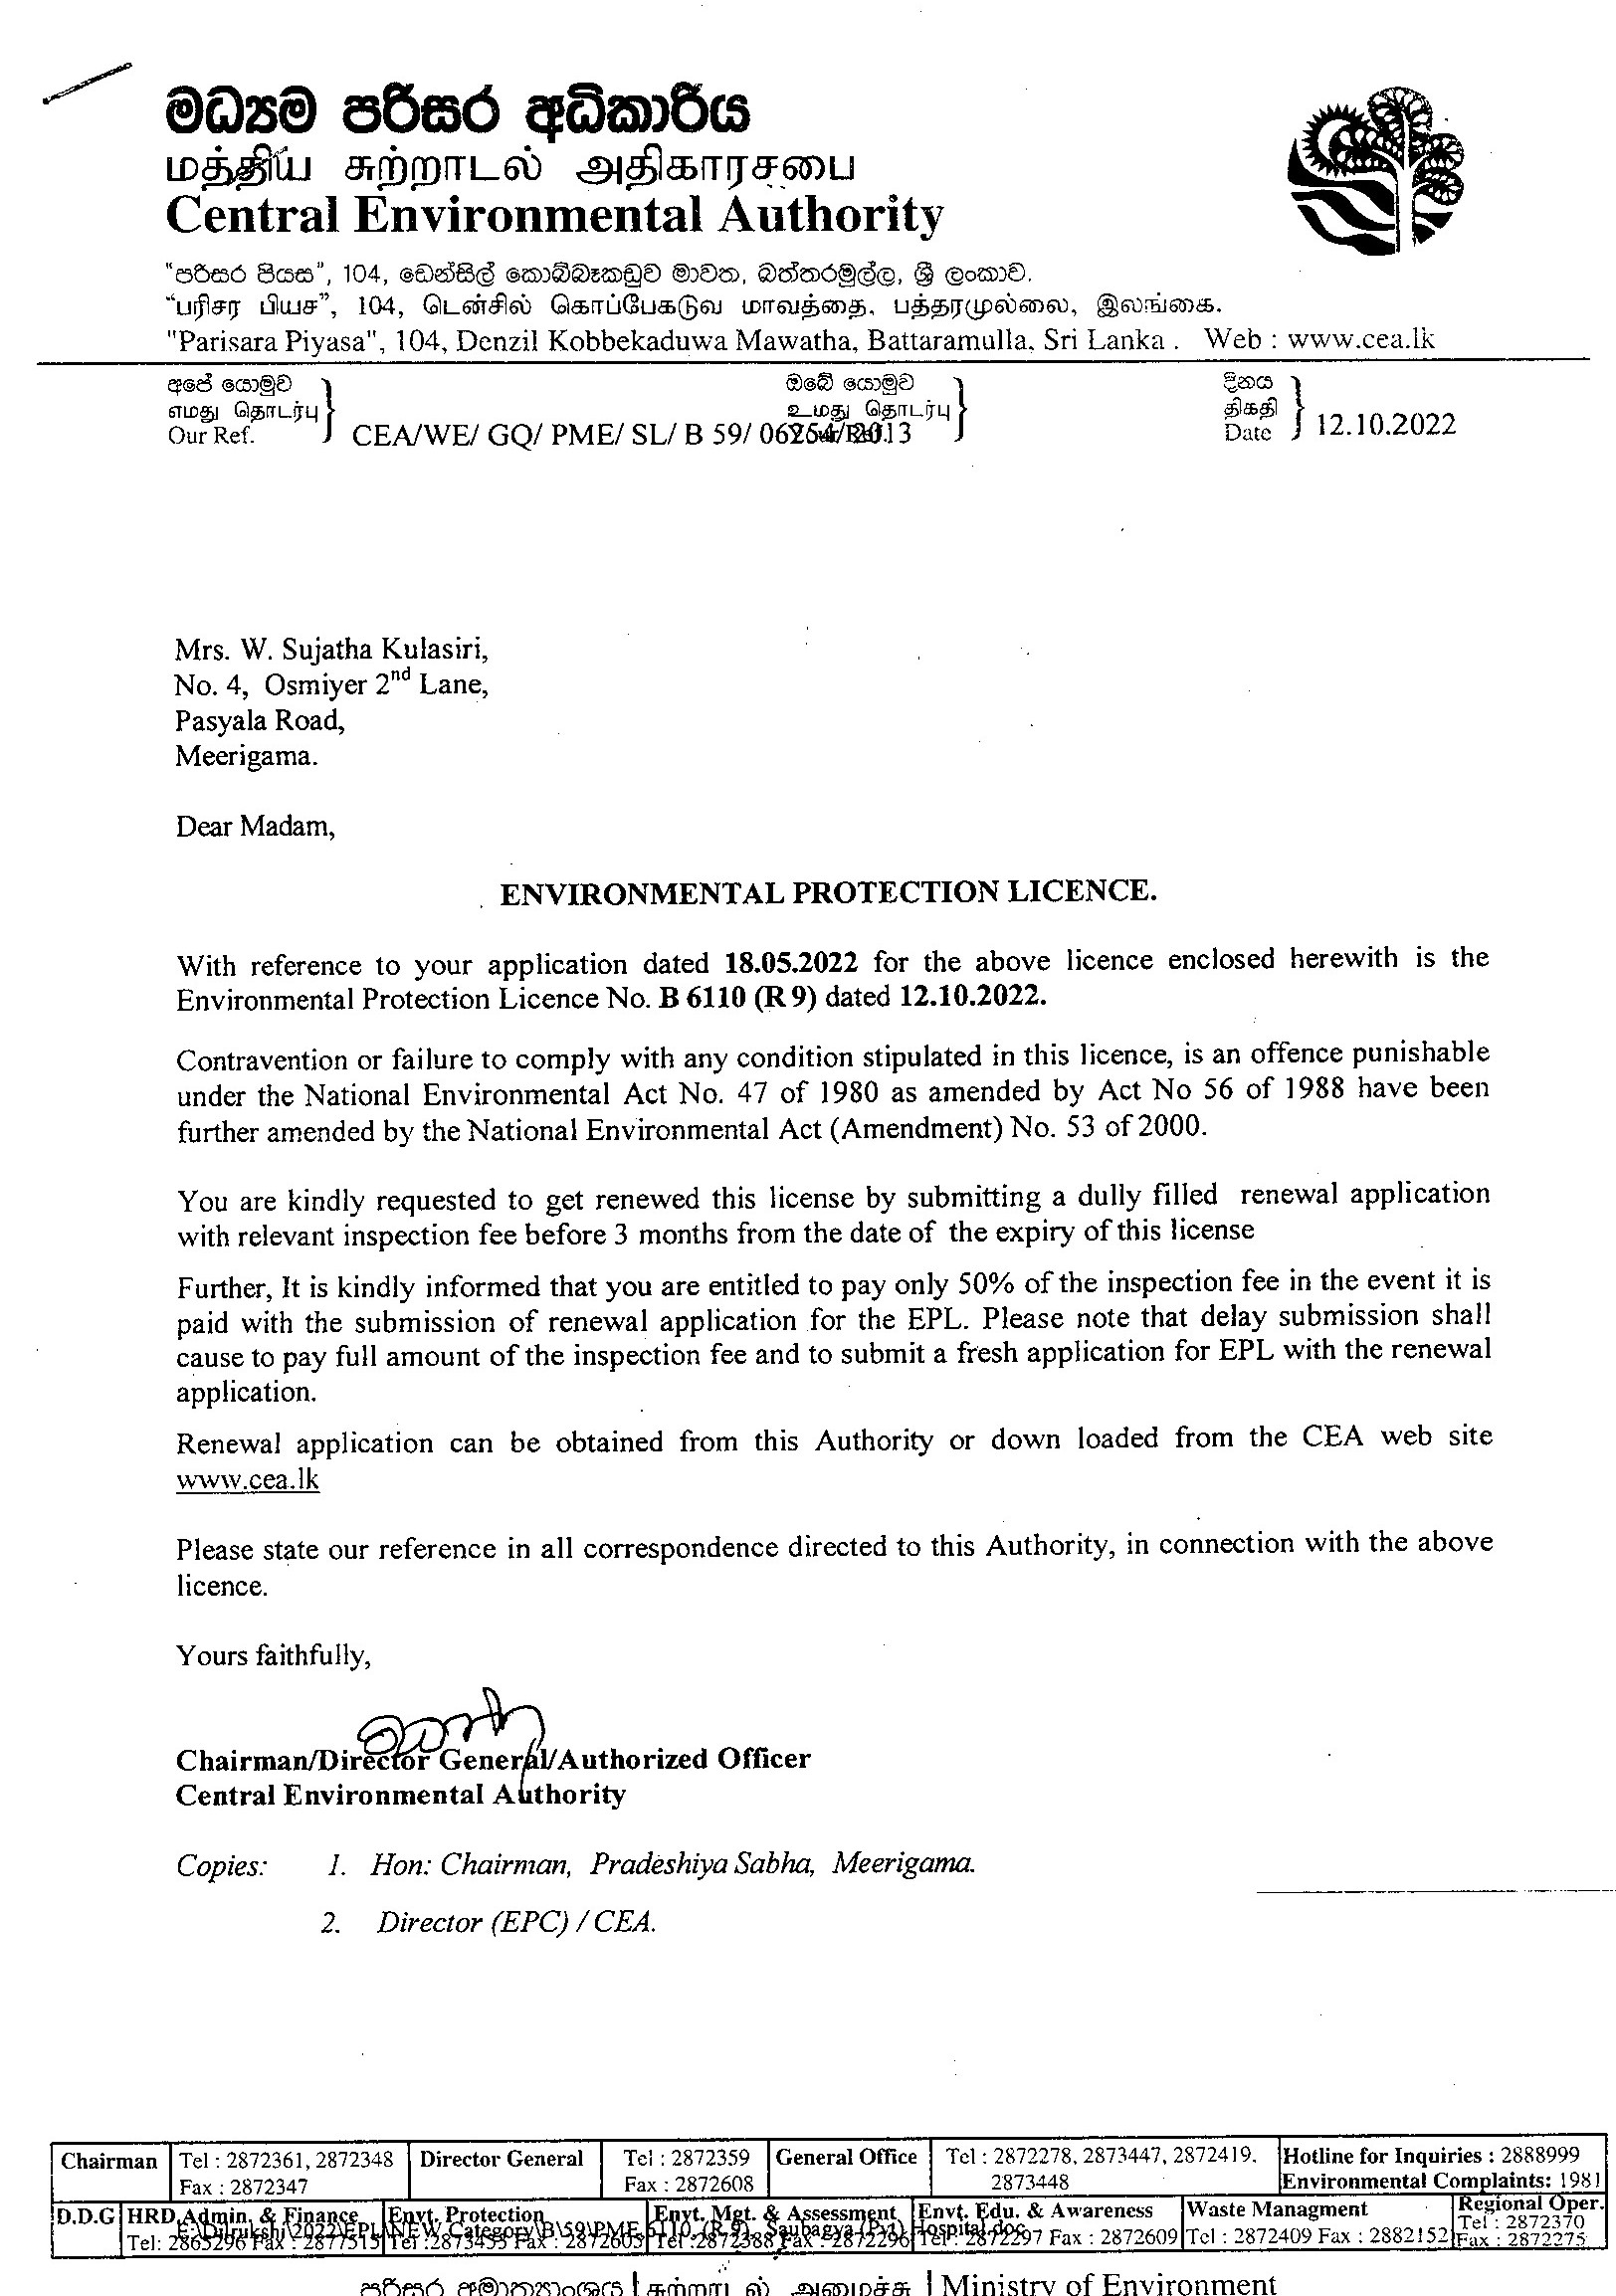 මධ්‍යම පරිසර අධිකාරිය
மத்திய சுற்றாடல் அதிகாரசபை
Central Environmental Authority
"පරිසර පියස", 104, ඩෙන්සිල් කොබ්බෑකඩුව මාවත, බත්තරමුල්ල, ශ්‍රී ලංකාව.
"பரிசர பியச", 104, டென்சில் கொப்பேகடுவ மாவத்தை, பத்தரமுல்லை, இலங்கை.
"Parisara Piyasa", 104, Denzil Kobbekaduwa Mawatha, Battaramulla, Sri Lanka . Web : www.cea.lk
අපේ යොමුව ඔබේ යොමුව දිනය
எமது தொடர்பு உமது தொடர்பு திகதி
Our Ref. CEA/WE/ GQ/ PME/ SL/ B 59/ 06254/ 2013 Date 12.10.2022
Mrs. W. Sujatha Kulasiri,
No. 4, Osmiyer 2nd Lane,
Pasyala Road,
Meerigama.
Dear Madam,
ENVIRONMENTAL PROTECTION LICENCE.
With reference to your application dated 18.05.2022 for the above licence enclosed herewith is the
Environmental Protection Licence No. B 6110 (R 9) dated 12.10.2022.
Contravention or failure to comply with any condition stipulated in this licence, is an offence punishable
under the National Environmental Act No. 47 of 1980 as amended by Act No 56 of 1988 have been
further amended by the National Environmental Act (Amendment) No. 53 of 2000.
You are kindly requested to get renewed this license by submitting a dully filled renewal application
with relevant inspection fee before 3 months from the date of the expiry of this license
Further, It is kindly informed that you are entitled to pay only 50% of the inspection fee in the event it is
paid with the submission of renewal application for the EPL. Please note that delay submission shall
cause to pay full amount of the inspection fee and to submit a fresh application for EPL with the renewal
application.
Renewal application can be obtained from this Authority or down loaded from the CEA web site
www.cea.lk
Please state our reference in all correspondence directed to this Authority, in connection with the above
licence.
Yours faithfully,
Chairman/Director General/Authorized Officer
Central Environmental Authority
Copies: 1. Hon: Chairman, Pradeshiya Sabha, Meerigama.
2. Director (EPC) / CEA.
Chairman Tel : 2872361, 2872348 Director General Tel : 2872359 General Office Tel : 2872278, 2873447, 2872419. Hotline for Inquiries : 2888999
Fax : 2872347 Fax : 2872608 2873448 Environmental Complaints: 1981
D.D.G HRD,Admin. & Finance Envt. Protection Envt. Mgt. & Assessment Envt. Edu. & Awareness Waste Managment Regional Oper.
E:\Dilrukshi\2022\EPL\NEW Category\B\59\PME 6110 (R 9) Saubagya (Pvt) Hospital.doc Tel : 2872370
Tel: 2865296 Fax : 2877515 Tel :2873453 Fax : 2872605 Tel :2872388 Fax : 2872296 Tel : 2872297 Fax : 2872609 Tel : 2872409 Fax : 2882152 Fax : 2872275
පරිසර අමාත්‍යාංශය | சுற்றாடல் அமைச்சு | Ministry of Environment